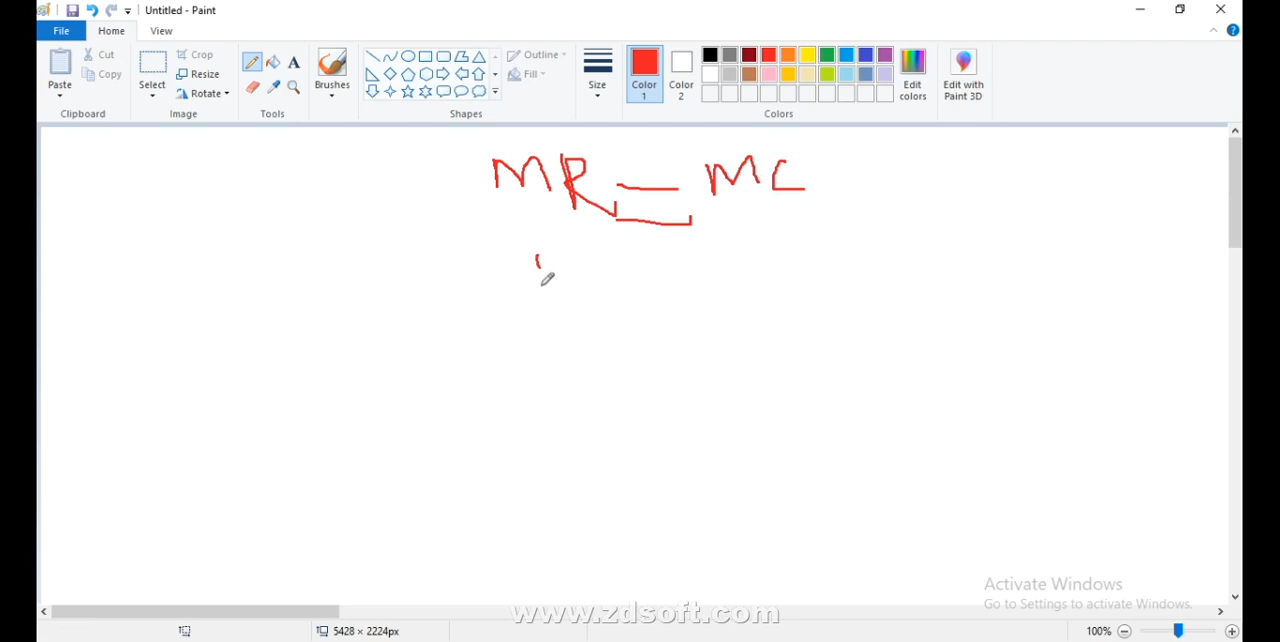 Untitled - Paint
File Home View
Paste Cut Copy Clipboard
Select Crop Resize Rotate Image
Tools
Brushes
Outline Fill Shapes
Size
Color 1 Color 2 Edit colors Edit with Paint 3D Colors
MR = MC
Activate Windows
Go to Settings to activate Windows.
www.zdsoft.com
5428 × 2224px 100%